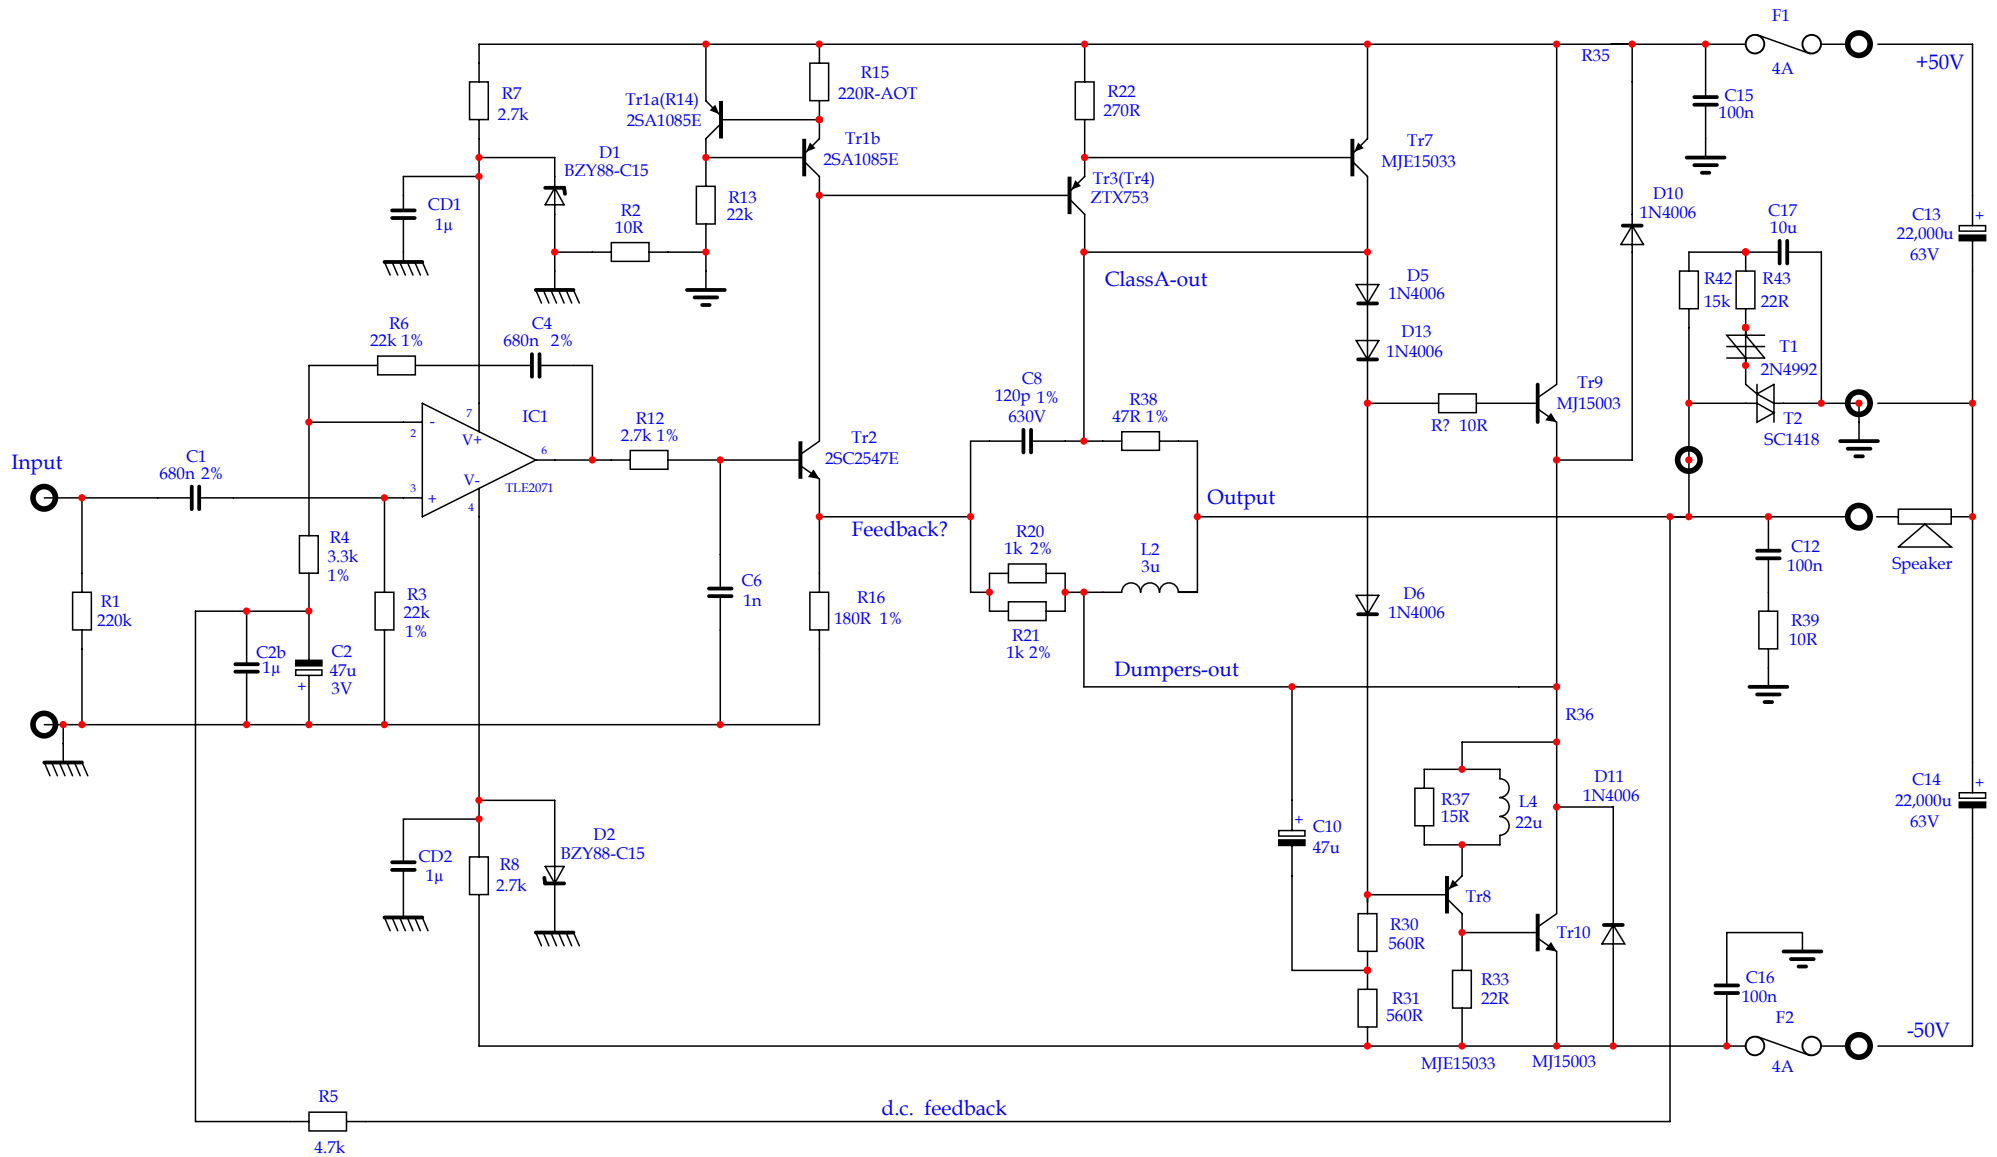 F1
4A
+50V
R35
C15
100n
R7
2.7k
Tr1a(R14)
2SA1085E
R15
220R-AOT
R22
270R
Tr1b
2SA1085E
Tr7
MJE15033
D1
BZY88-C15
Tr3(Tr4)
ZTX753
CD1
1µ
R2
10R
R13
22k
D10
1N4006
C17
10u
C13
+
22,000u
63V
ClassA-out
D5
1N4006
R42
15k
R43
22R
R6
22k 1%
C4
680n 2%
D13
1N4006
T1
2N4992
C8
120p 1%
630V
R38
47R 1%
Tr9
MJ15003
R? 10R
T2
SC1418
IC1
7
V+
2
-
6
3
+
V-
4
TLE2071
R12
2.7k 1%
Tr2
2SC2547E
Input
C1
680n 2%
Output
Feedback?
R4
3.3k
1%
R20
1k 2%
L2
3u
C12
100n
Speaker
R1
220k
R3
22k
1%
C6
1n
R16
180R 1%
D6
1N4006
R39
10R
R21
1k 2%
C2b
1µ
C2
47u
3V
+
Dumpers-out
R36
D11
1N4006
C14
+
22,000u
63V
R37
15R
L4
22u
+
C10
47u
D2
BZY88-C15
CD2
1µ
R8
2.7k
Tr8
R30
560R
Tr10
R33
22R
R31
560R
C16
100n
F2
4A
-50V
MJE15033
MJ15003
R5
4.7k
d.c. feedback